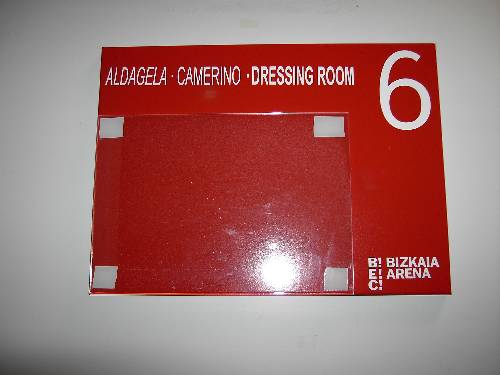 ALDAGELA · CAMERINO · DRESSING ROOM
6
B! BIZKAIA
E! ARENA
C!